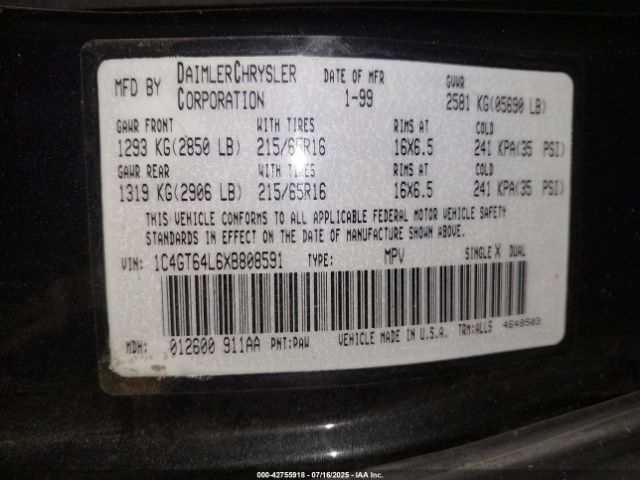 MFD BY DAIMLERCHRYSLER CORPORATION DATE OF MFR 1-99 GVWR 2581 KG(05690 LB)
GAWR FRONT WITH TIRES RIMS AT COLD
1293 KG(2850 LB) 215/65R16 16X6.5 241 KPA(35 PSI)
GAWR REAR WITH TIRES RIMS AT COLD
1319 KG(2906 LB) 215/65R16 16X6.5 241 KPA(35 PSI)
THIS VEHICLE CONFORMS TO ALL APPLICABLE FEDERAL MOTOR VEHICLE SAFETY
STANDARDS IN EFFECT ON THE DATE OF MANUFACTURE SHOWN ABOVE.
VIN: 1C4GT64L6XB808591 TYPE: MPV SINGLE X DUAL
MDH: 012600 911AA PNT:PAW VEHICLE MADE IN U.S.A. TRM:ALL5 4648503
000-42755918 - 07/16/2025 - IAA Inc.